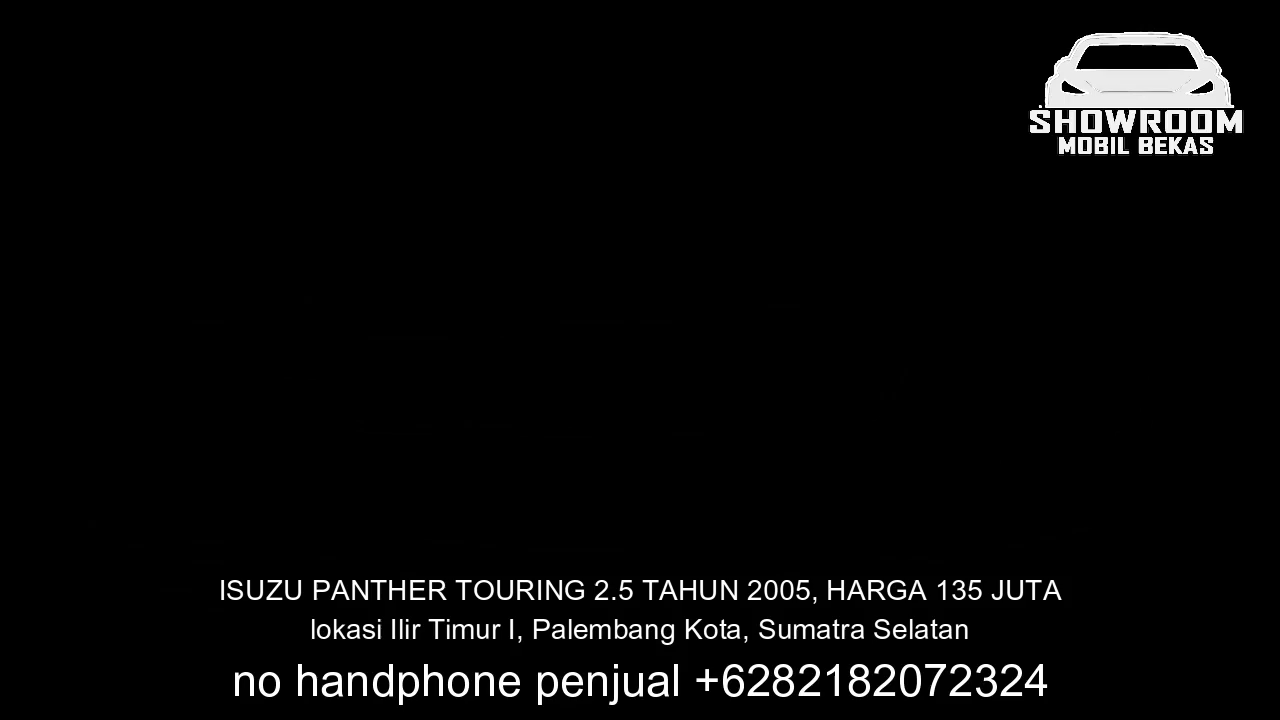 SHOWROOM
MOBIL BEKAS
ISUZU PANTHER TOURING 2.5 TAHUN 2005, HARGA 135 JUTA
lokasi Ilir Timur I, Palembang Kota, Sumatra Selatan
no handphone penjual +6282182072324